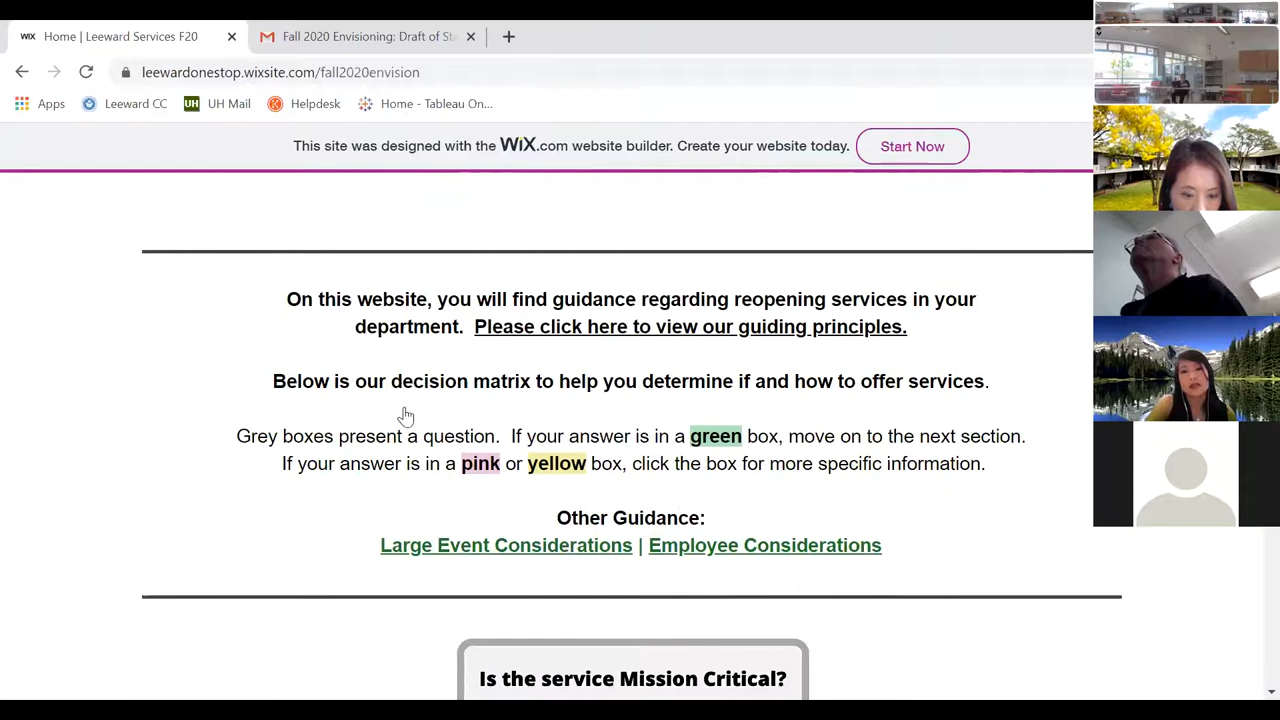 WIX Home | Leeward Services F20
Fall 2020 Envisioning: Draft of Sta
leewardonestop.wixsite.com/fall2020envision
Apps Leeward CC UH UH Mail Helpdesk Home - Tableau On...
This site was designed with the WiX.com website builder. Create your website today. Start Now
On this website, you will find guidance regarding reopening services in your
department. Please click here to view our guiding principles.
Below is our decision matrix to help you determine if and how to offer services.
Grey boxes present a question. If your answer is in a green box, move on to the next section.
If your answer is in a pink or yellow box, click the box for more specific information.
Other Guidance:
Large Event Considerations | Employee Considerations
Is the service Mission Critical?